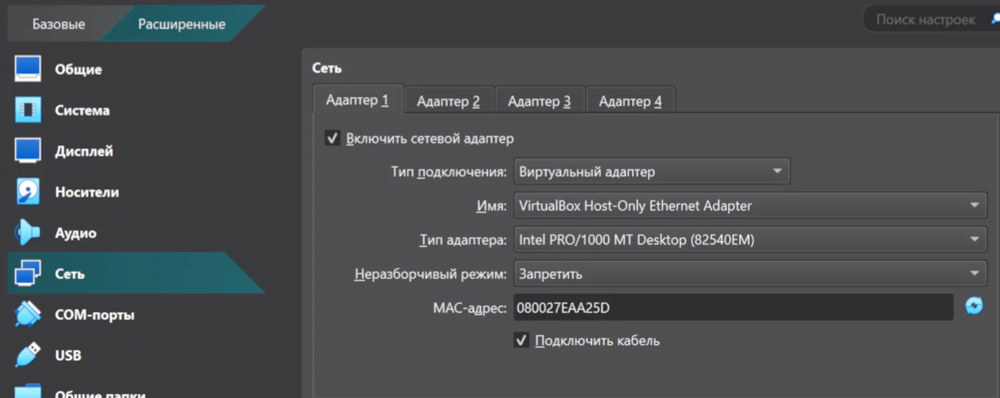 Базовые
Расширенные
Поиск настроек
Общие
Система
Дисплей
Носители
Аудио
Сеть
COM-порты
USB
Общие папки
Сеть
Адаптер 1
Адаптер 2
Адаптер 3
Адаптер 4
Включить сетевой адаптер
Тип подключения: Виртуальный адаптер
Имя: VirtualBox Host-Only Ethernet Adapter
Тип адаптера: Intel PRO/1000 MT Desktop (82540EM)
Неразборчивый режим: Запретить
MAC-адрес: 080027EAA25D
Подключить кабель